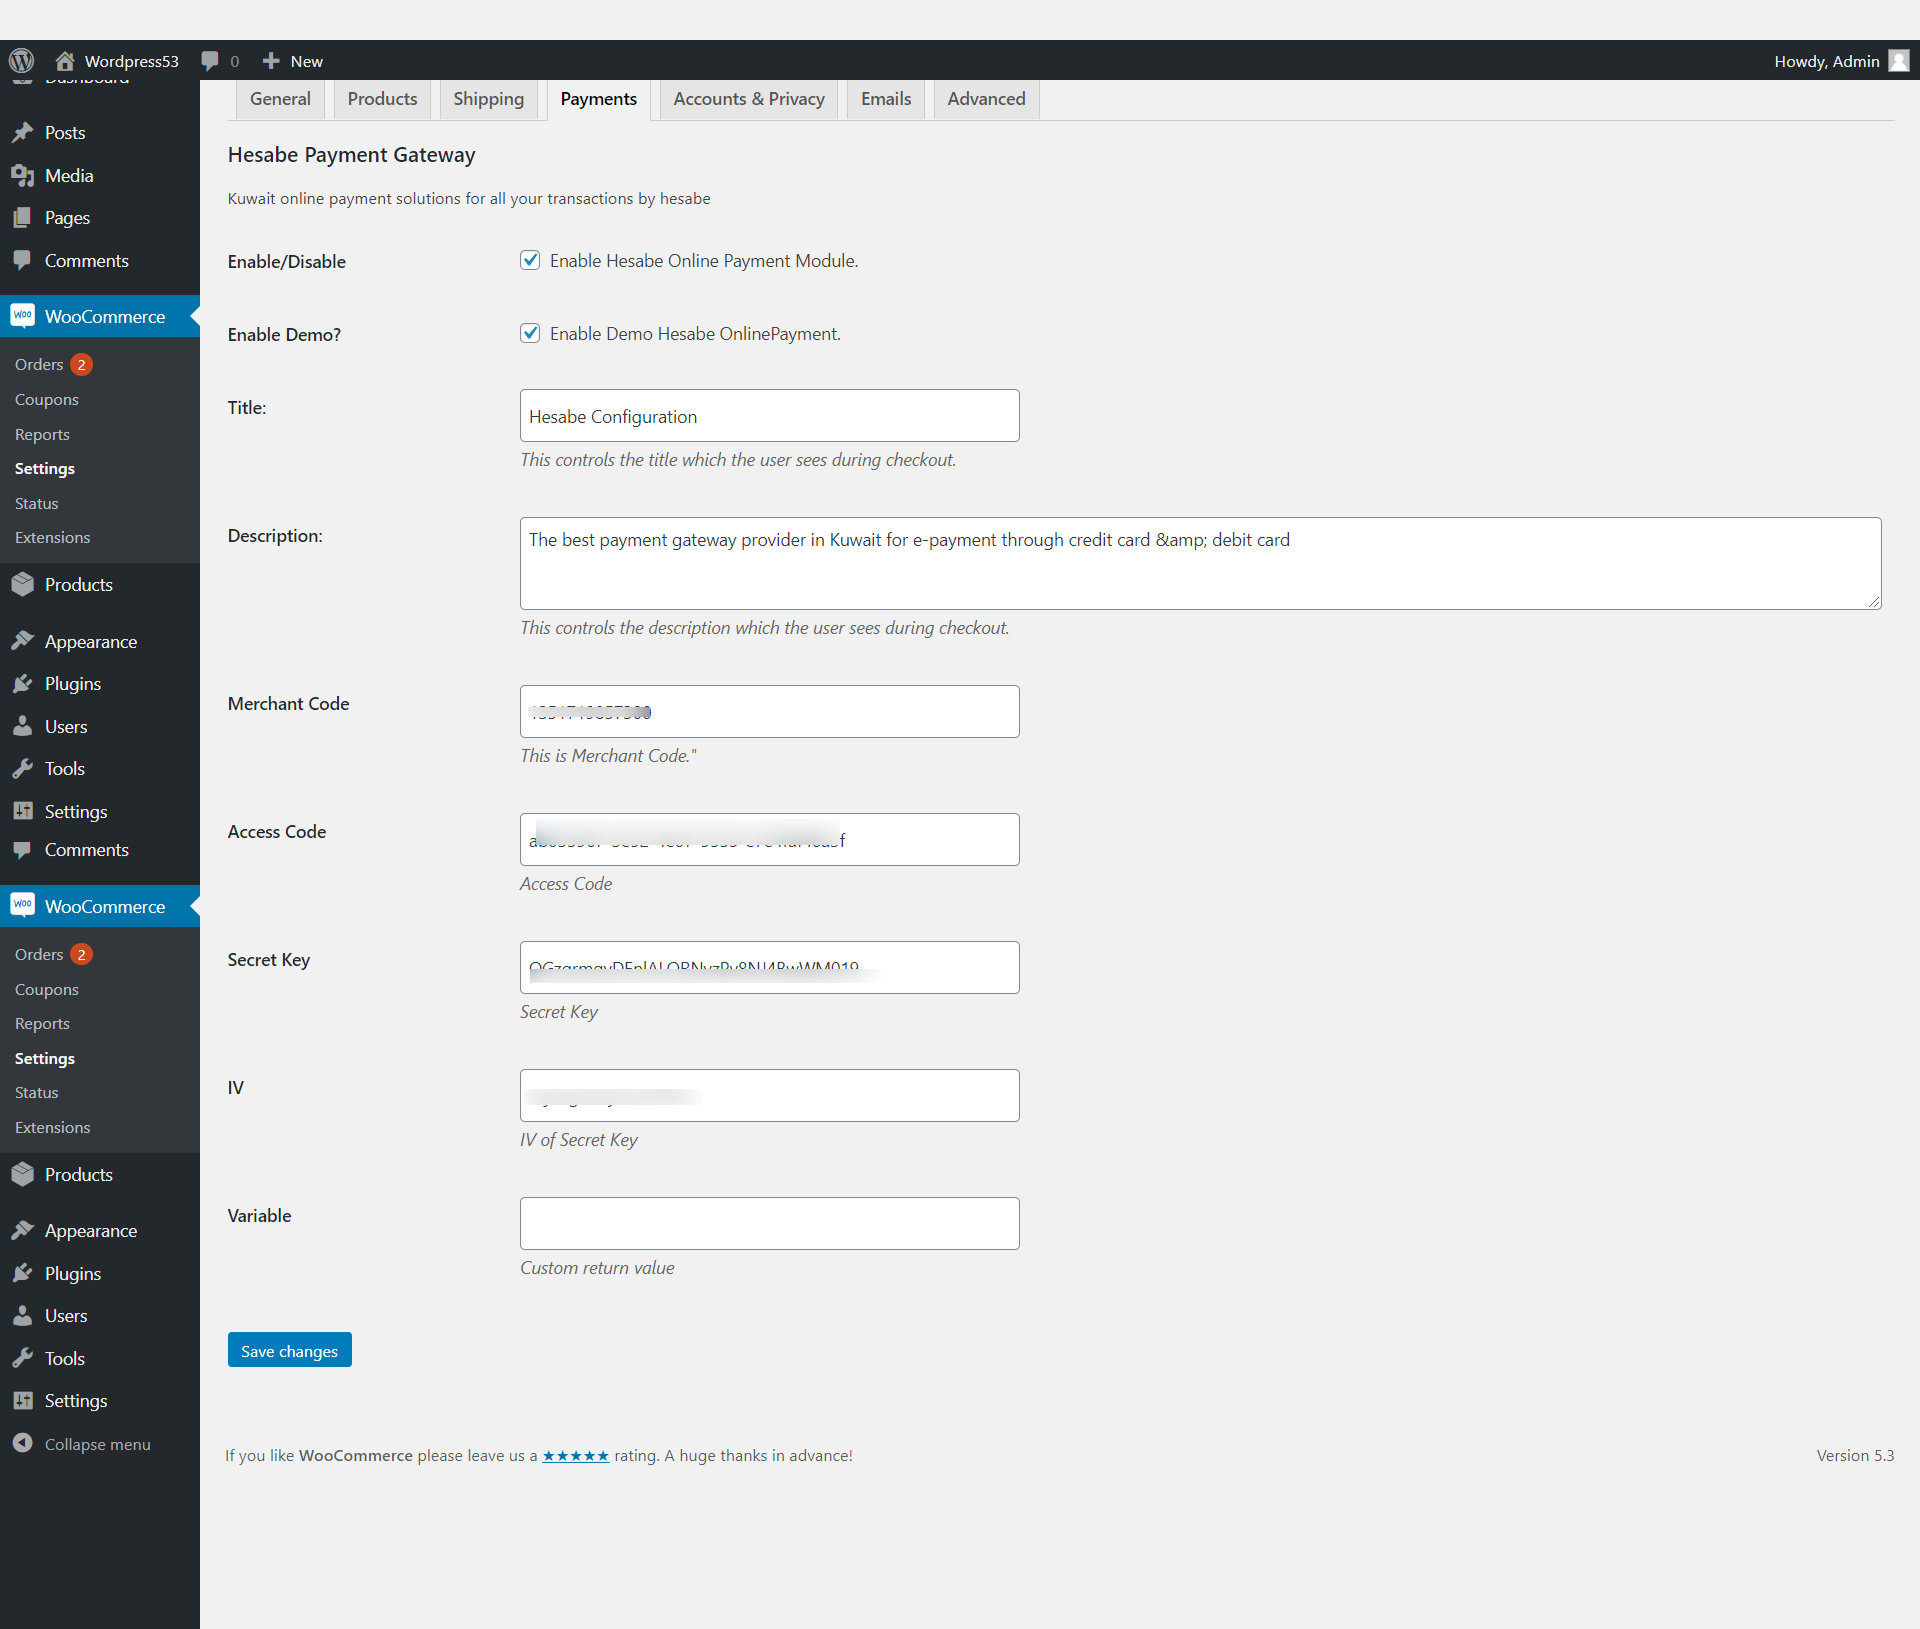 Wordpress53 0 New Howdy, Admin
General Products Shipping Payments Accounts & Privacy Emails Advanced
Posts
Media
Pages
Comments
WooCommerce
Orders 2
Coupons
Reports
Settings
Status
Extensions
Products
Appearance
Plugins
Users
Tools
Settings
Comments
WooCommerce
Orders 2
Coupons
Reports
Settings
Status
Extensions
Products
Appearance
Plugins
Users
Tools
Settings
Collapse menu
Hesabe Payment Gateway
Kuwait online payment solutions for all your transactions by hesabe
Enable/Disable
Enable Hesabe Online Payment Module.
Enable Demo?
Enable Demo Hesabe OnlinePayment.
Title:
Hesabe Configuration
This controls the title which the user sees during checkout.
Description:
The best payment gateway provider in Kuwait for e-payment through credit card &amp; debit card
This controls the description which the user sees during checkout.
Merchant Code
This is Merchant Code."
Access Code
Access Code
Secret Key
Secret Key
IV
IV of Secret Key
Variable
Custom return value
Save changes
If you like WooCommerce please leave us a ★★★★★ rating. A huge thanks in advance!
Version 5.3